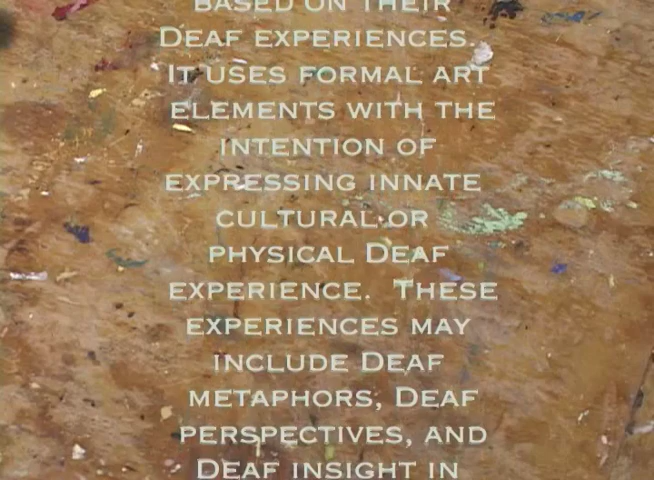 BASED ON THEIR
DEAF EXPERIENCES.
IT USES FORMAL ART
ELEMENTS WITH THE
INTENTION OF
EXPRESSING INNATE
CULTURAL OR
PHYSICAL DEAF
EXPERIENCE. THESE
EXPERIENCES MAY
INCLUDE DEAF
METAPHORS, DEAF
PERSPECTIVES, AND
DEAF INSIGHT IN